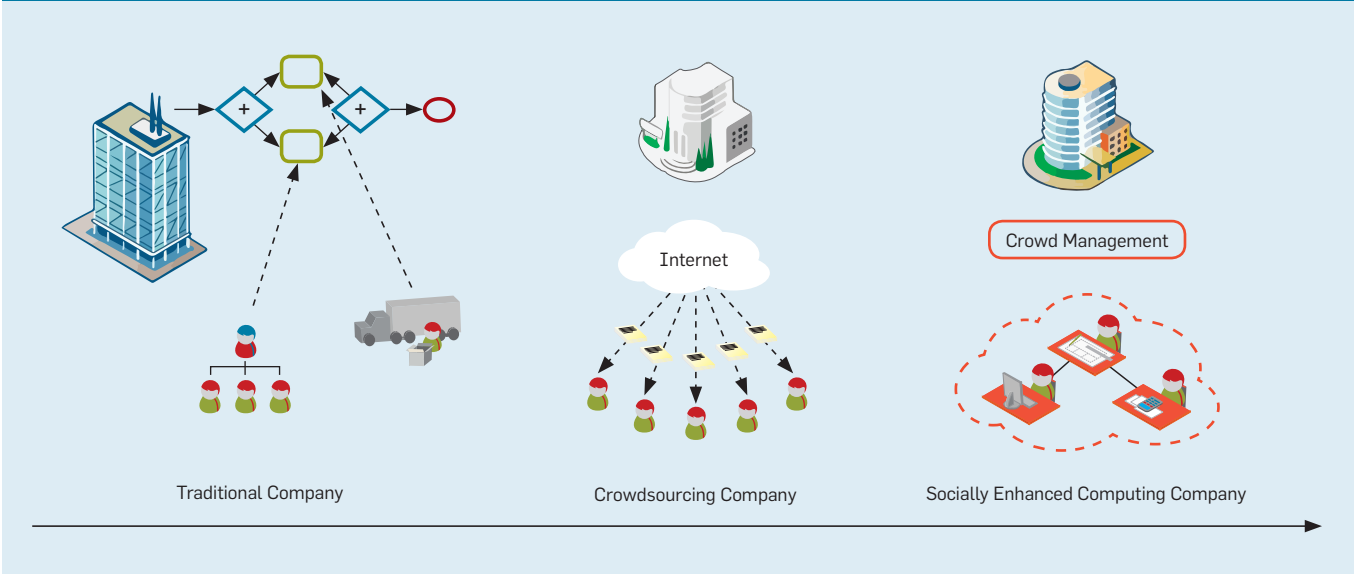 +
+
Internet
Crowd Management
Traditional Company
Crowdsourcing Company
Socially Enhanced Computing Company